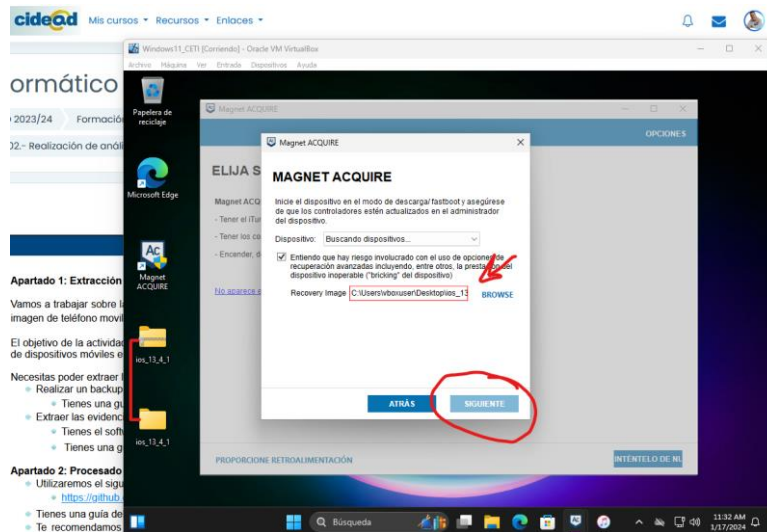 cidead Mis cursos Recursos Enlaces
Windows11_CETI [Corriendo] - Oracle VM VirtualBox
Archivo Máquina Ver Entrada Dispositivos Ayuda
ormático
2023/24 Formació
02.- Realización de análi
Papelera de
reciclaje
Microsoft Edge
AC
Magnet
ACQUIRE
ios_13_4_1
ios_13_4_1
Magnet ACQUIRE
OPCIONES
ELIJA S
Magnet ACQ
- Tener el iTur
- Tener los co
- Encender, d
No aparece e
Magnet ACQUIRE
MAGNET ACQUIRE
Inicie el dispositivo en el modo de descarga/ fastboot y asegúrese
de que los controladores estén actualizados en el administrador
del dispositivo.
Dispositivo: Buscando dispositivos...
Entiendo que hay riesgo involucrado con el uso de opciones de
recuperación avanzadas incluyendo, entre otros, la prestación del
dispositivo inoperable ("bricking" del dispositivo)
Recovery Image C:\Users\vboxuser\Desktop\ios_13 BROWSE
ATRÁS SIGUIENTE
PROPORCIONE RETROALIMENTACIÓN
INTÉNTELO DE NU
Apartado 1: Extracción
Vamos a trabajar sobre l
imagen de teléfono movil
El objetivo de la actividad
de dispositivos móviles e
Necesitas poder extraer l
Realizar un backup
Tienes una gu
Extraer las evidenc
Tienes el soft
Tienes una g
Apartado 2: Procesado
Utilizaremos el sigu
https://github.
Tienes una guía de
Te recomendamos
Búsqueda
11:32 AM
1/17/2024